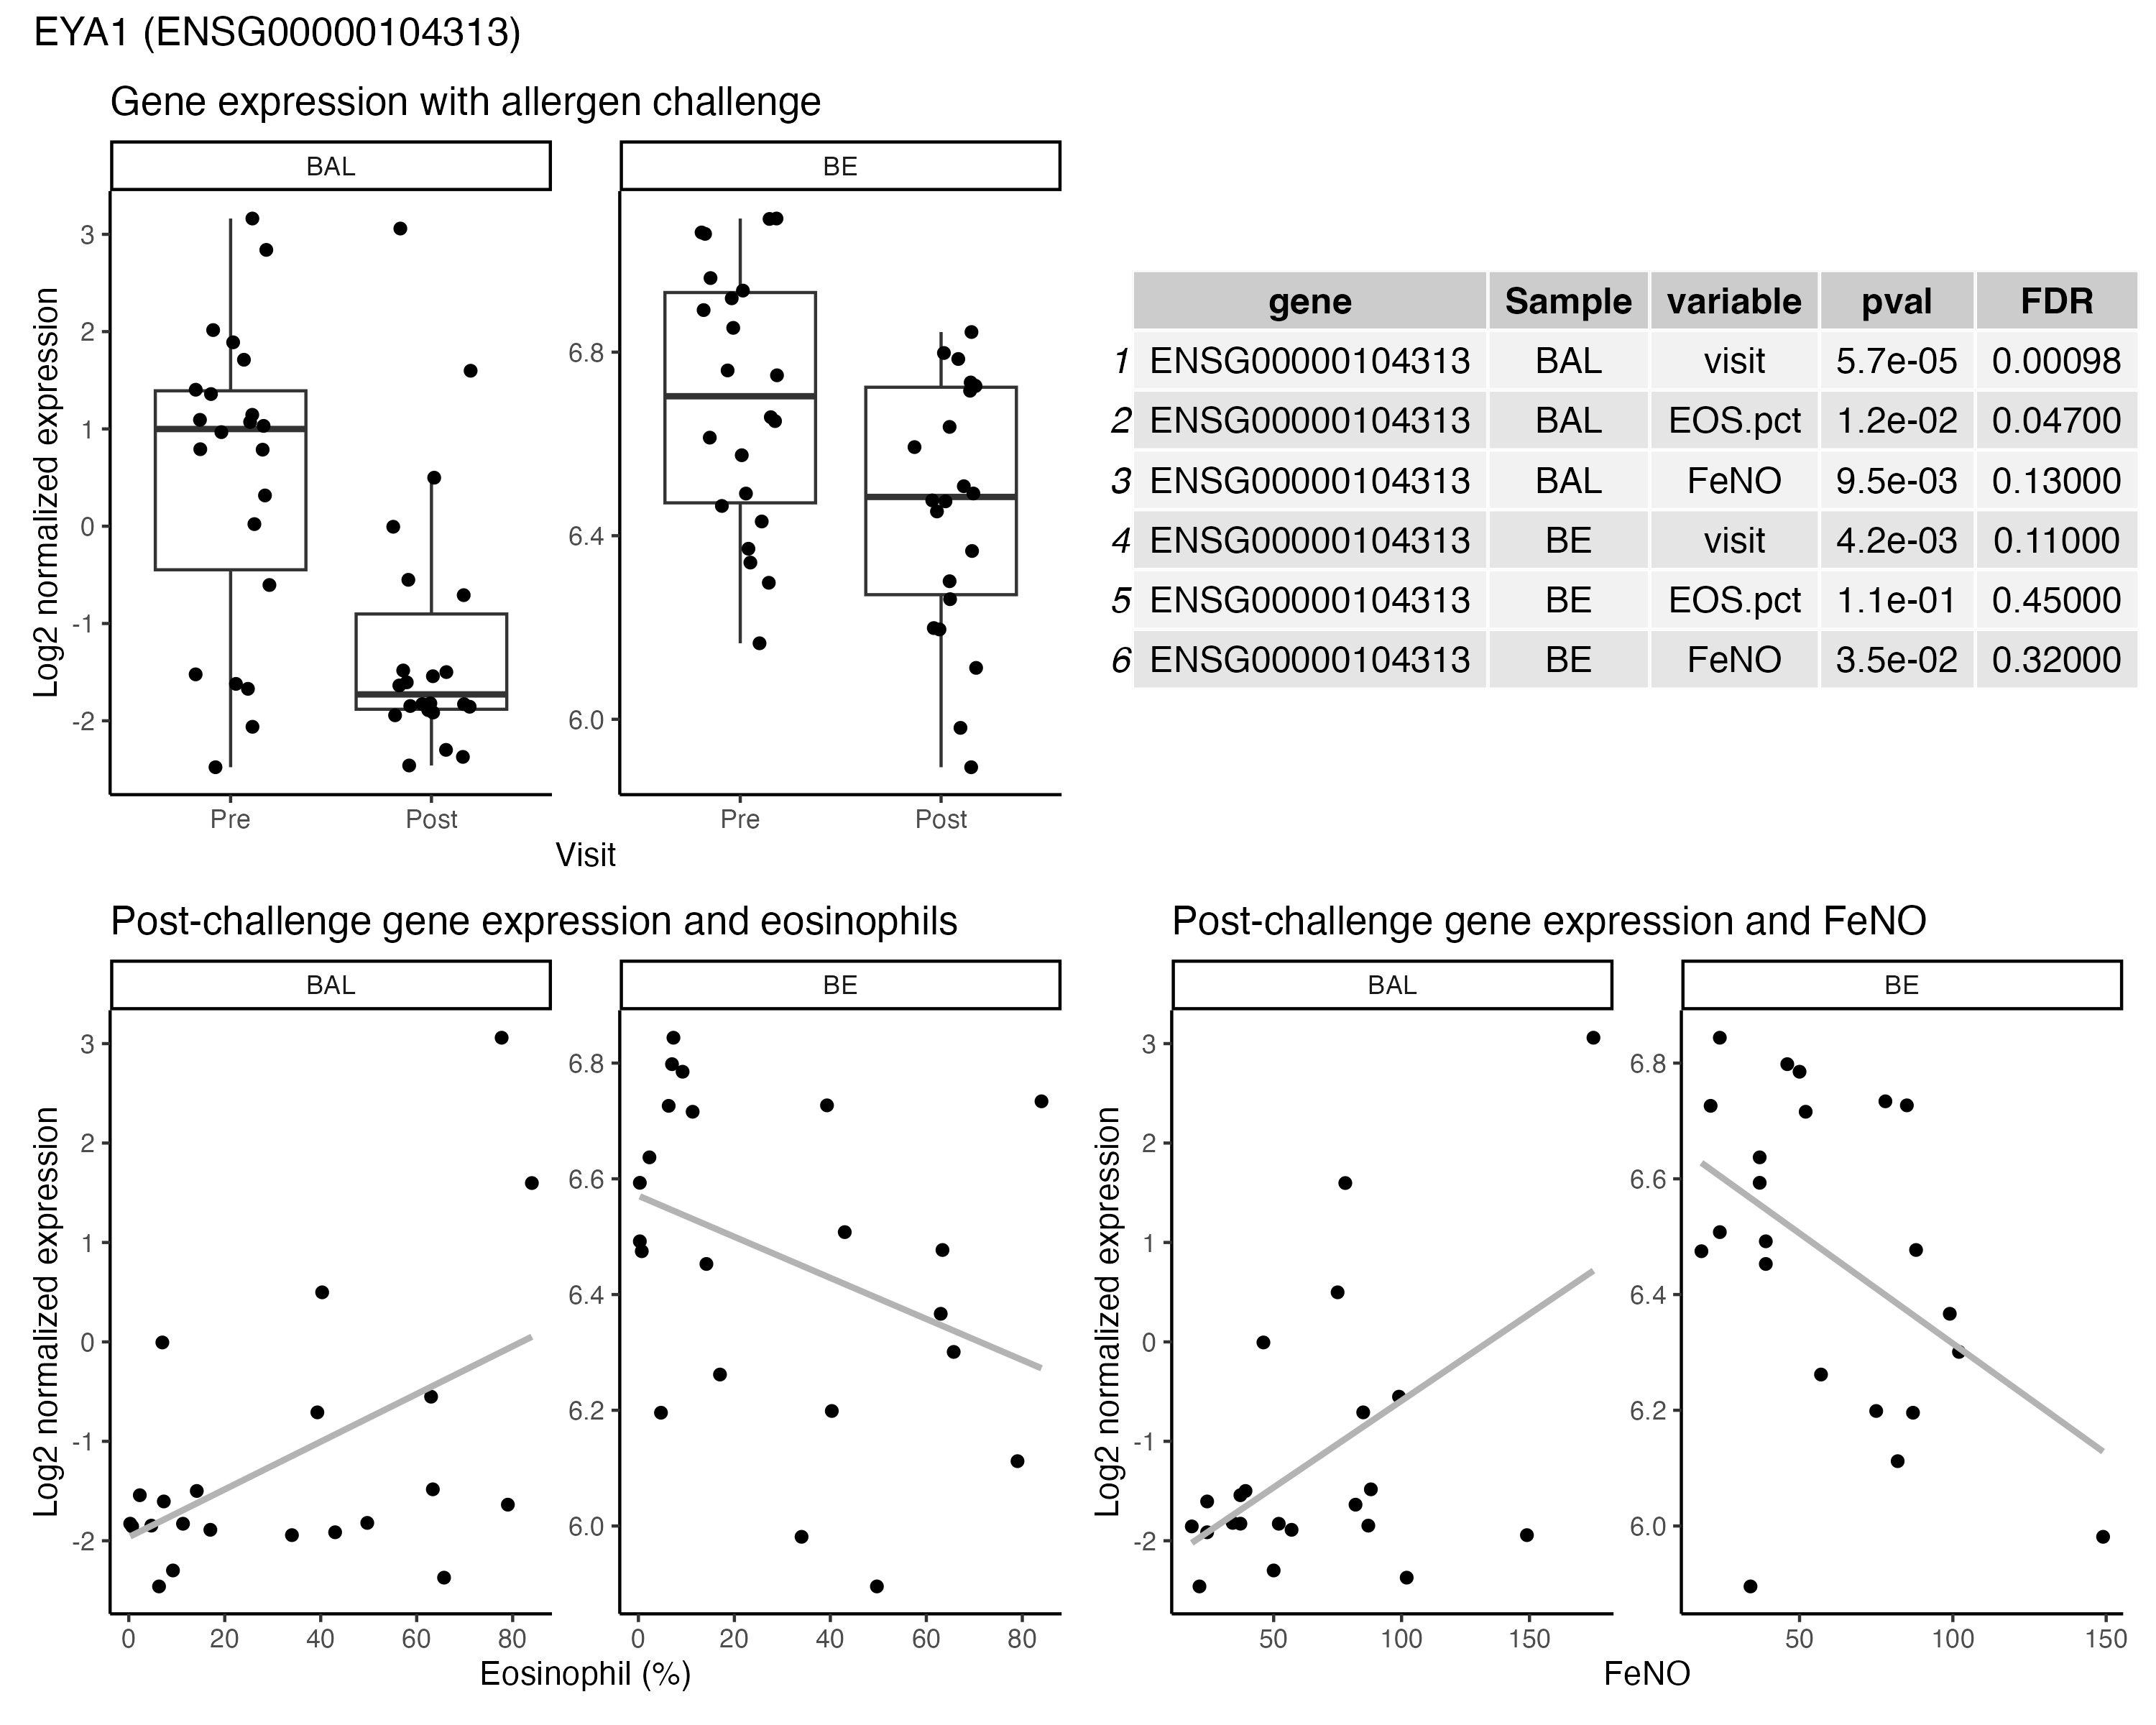 EYA1 (ENSG00000104313)
Gene expression with allergen challenge
BAL BE
Log2 normalized expression
3
2
1
0
-1
-2
6.8
6.4
6.0
Pre Post Pre Post
Visit
gene Sample variable pval FDR
1 ENSG00000104313 BAL visit 5.7e-05 0.00098
2 ENSG00000104313 BAL EOS.pct 1.2e-02 0.04700
3 ENSG00000104313 BAL FeNO 9.5e-03 0.13000
4 ENSG00000104313 BE visit 4.2e-03 0.11000
5 ENSG00000104313 BE EOS.pct 1.1e-01 0.45000
6 ENSG00000104313 BE FeNO 3.5e-02 0.32000
Post-challenge gene expression and eosinophils
BAL BE
Log2 normalized expression
3
2
1
0
-1
-2
6.8
6.6
6.4
6.2
6.0
0 20 40 60 80 0 20 40 60 80
Eosinophil (%)
Post-challenge gene expression and FeNO
BAL BE
Log2 normalized expression
3
2
1
0
-1
-2
6.8
6.6
6.4
6.2
6.0
50 100 150 50 100 150
FeNO